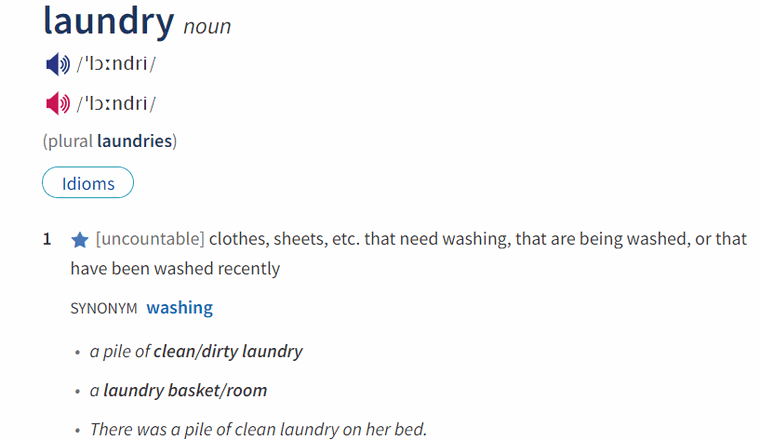 laundry noun
/ˈlɔːndri/
/ˈlɔːndri/
(plural laundries)
Idioms
1 [uncountable] clothes, sheets, etc. that need washing, that are being washed, or that
have been washed recently
SYNONYM washing
• a pile of clean/dirty laundry
• a laundry basket/room
• There was a pile of clean laundry on her bed.